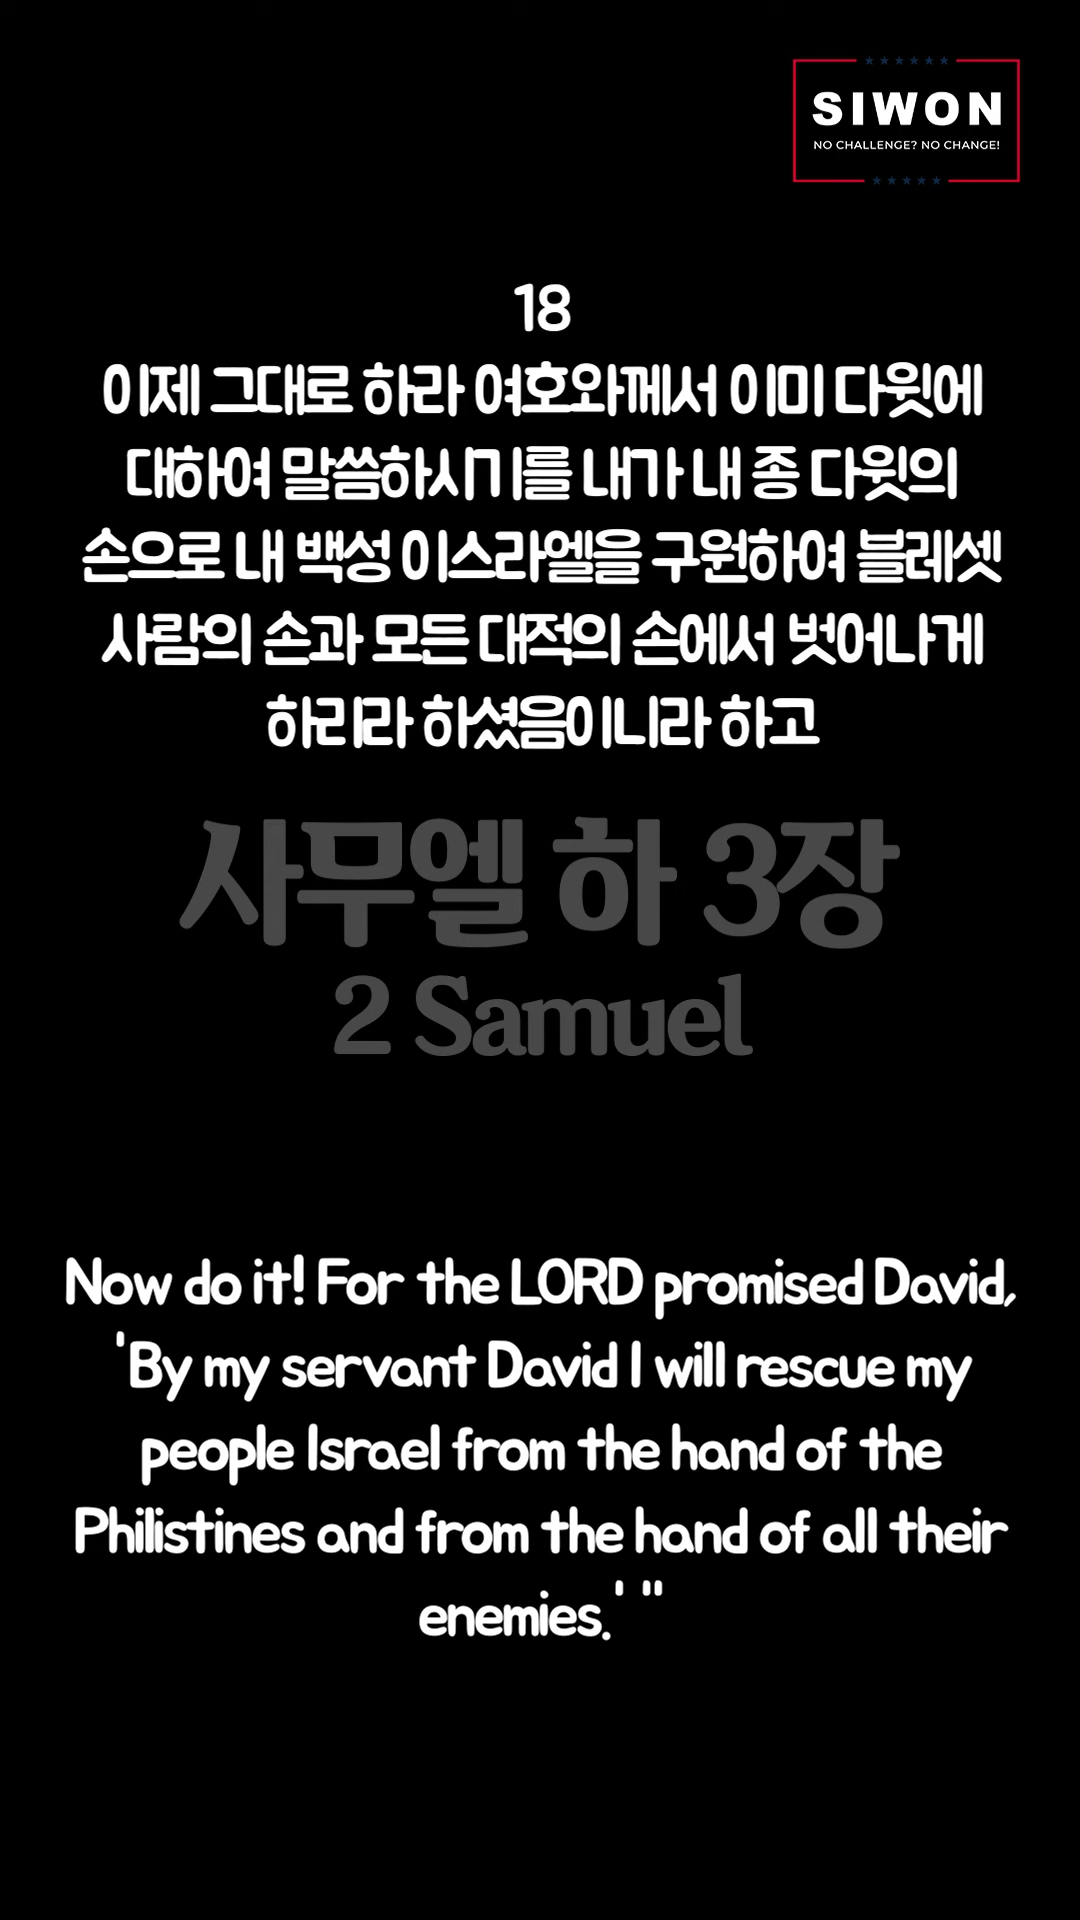 SIWON
NO CHALLENGE? NO CHANGE!
18
이제 그대로 하라 여호와께서 이미 다윗에
대하여 말씀하시기를 내가 내 종 다윗의
손으로 내 백성 이스라엘을 구원하여 블레셋
사람의 손과 모든 대적의 손에서 벗어나게
하리라 하셨음이니라 하고
사무엘 하 3장
2 Samuel
Now do it! For the LORD promised David,
'By my servant David I will rescue my
people Israel from the hand of the
Philistines and from the hand of all their
enemies.' "